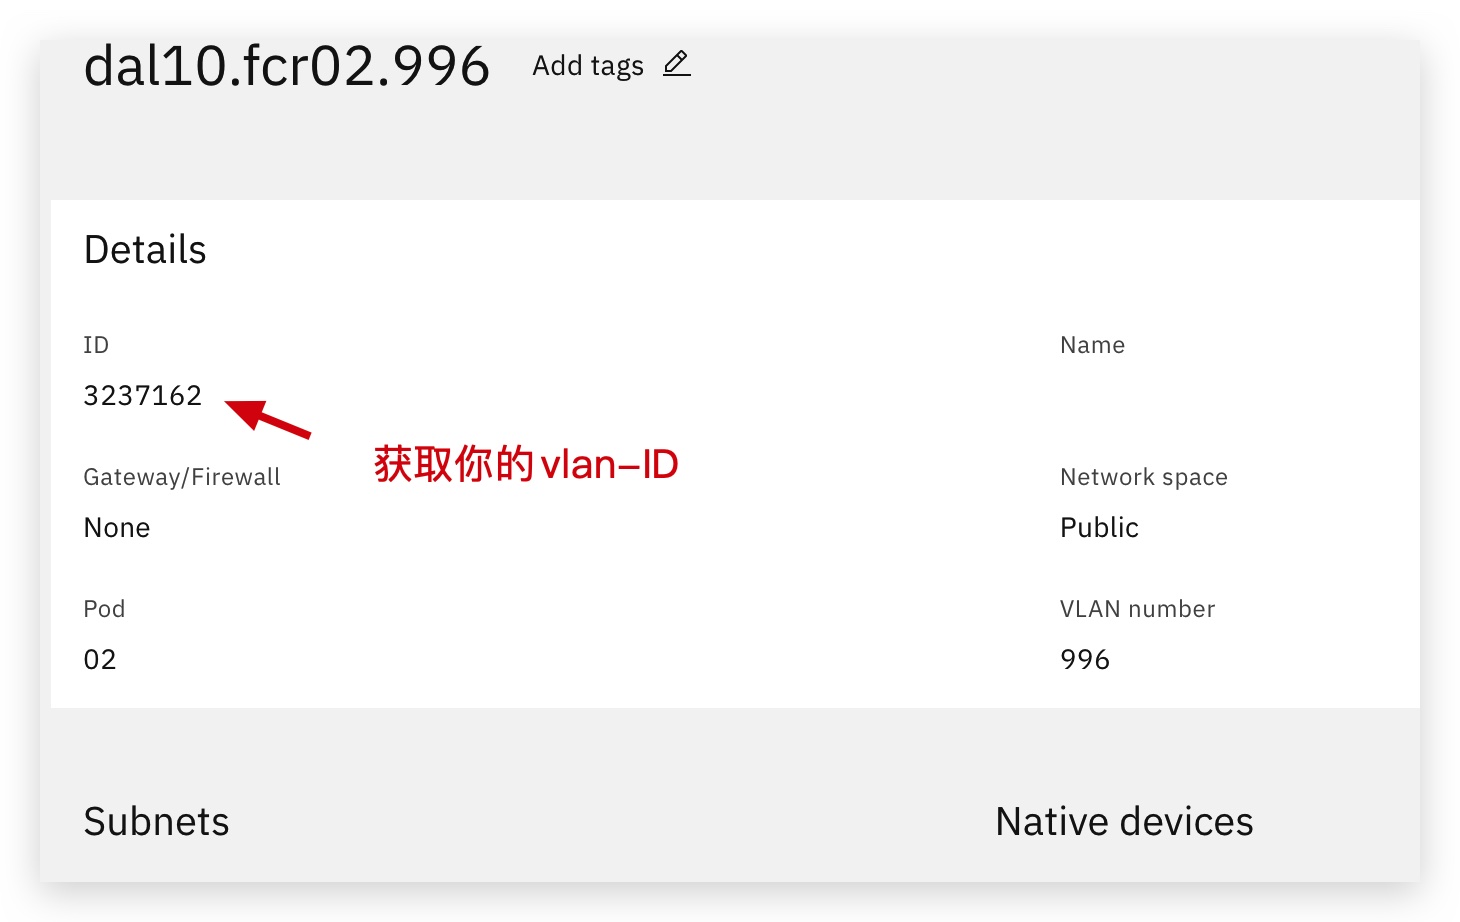 dal10.fcr02.996 Add tags
Details
ID
3237162
Name
获取你的vlan-ID
Gateway/Firewall
None
Network space
Public
Pod
02
VLAN number
996
Subnets
Native devices